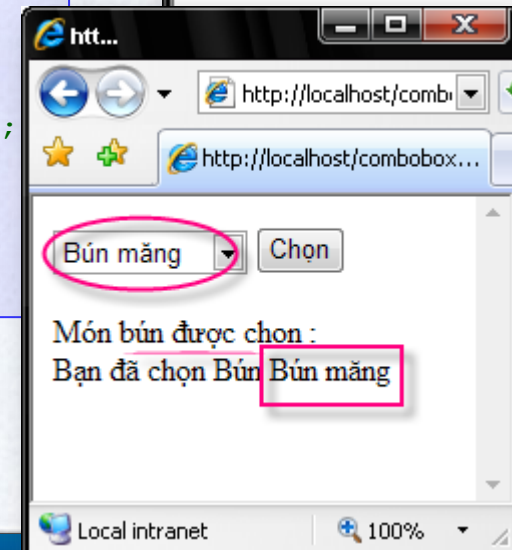 htt...
http://localhost/comb
;
http://localhost/combobox...
Bún măng Chọn
Món bún được chọn :
Bạn đã chọn Bún Bún măng
Local intranet 100%